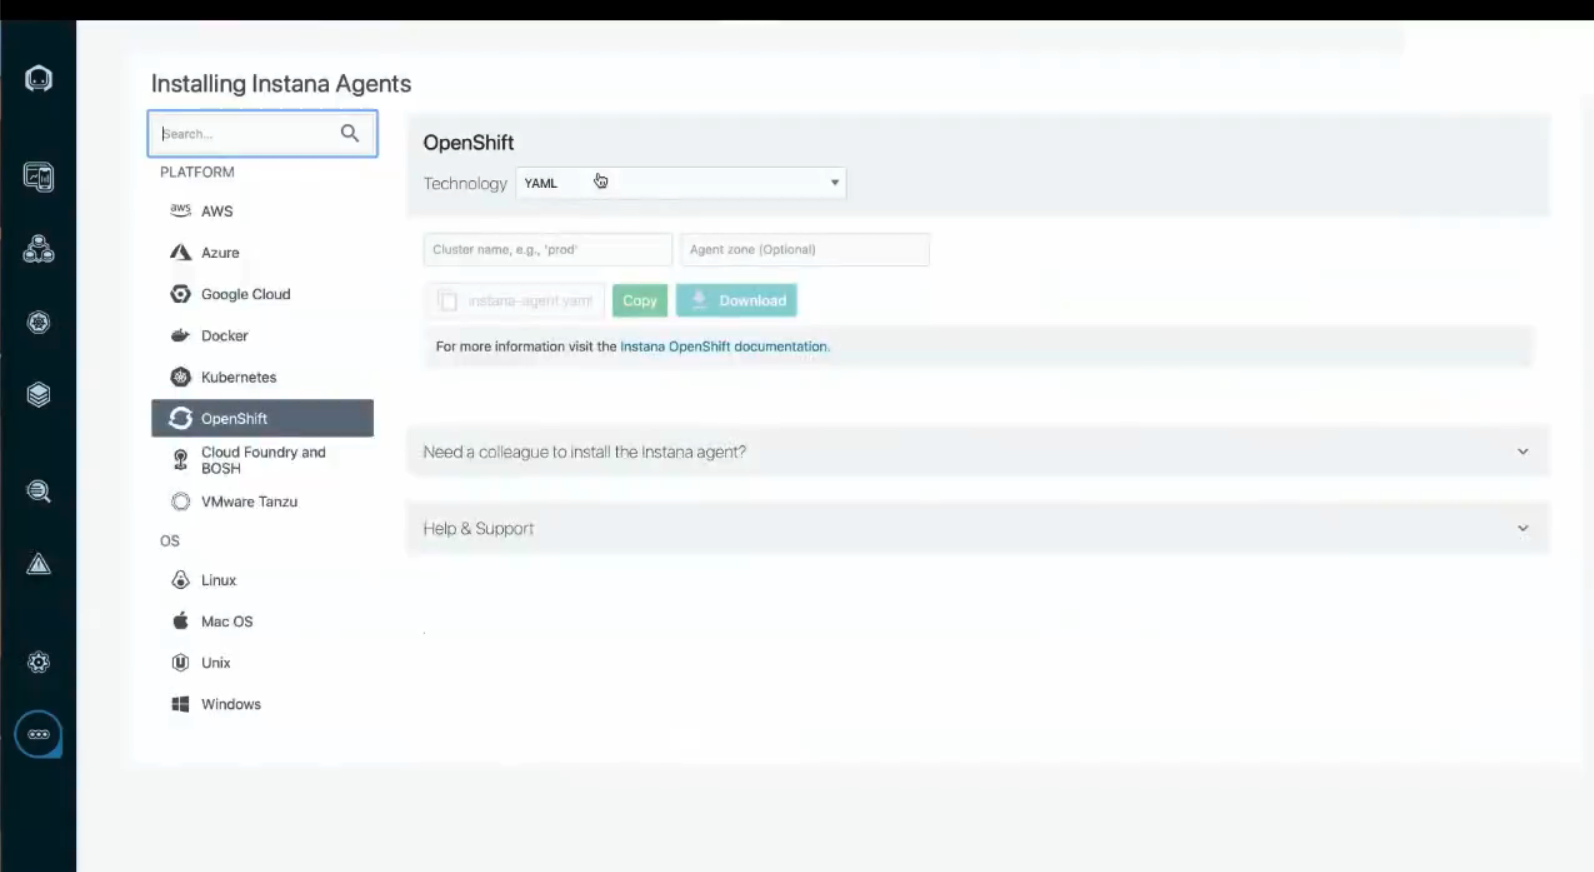 Installing Instana Agents
Search...
PLATFORM
aws AWS
Azure
Google Cloud
Docker
Kubernetes
OpenShift
Cloud Foundry and
BOSH
VMware Tanzu
OS
Linux
Mac OS
Unix
Windows
OpenShift
Technology YAML
Cluster name, e.g., 'prod' Agent zone (Optional)
instana-agent.yaml Copy Download
For more information visit the Instana OpenShift documentation.
Need a colleague to install the Instana agent?
Help & Support